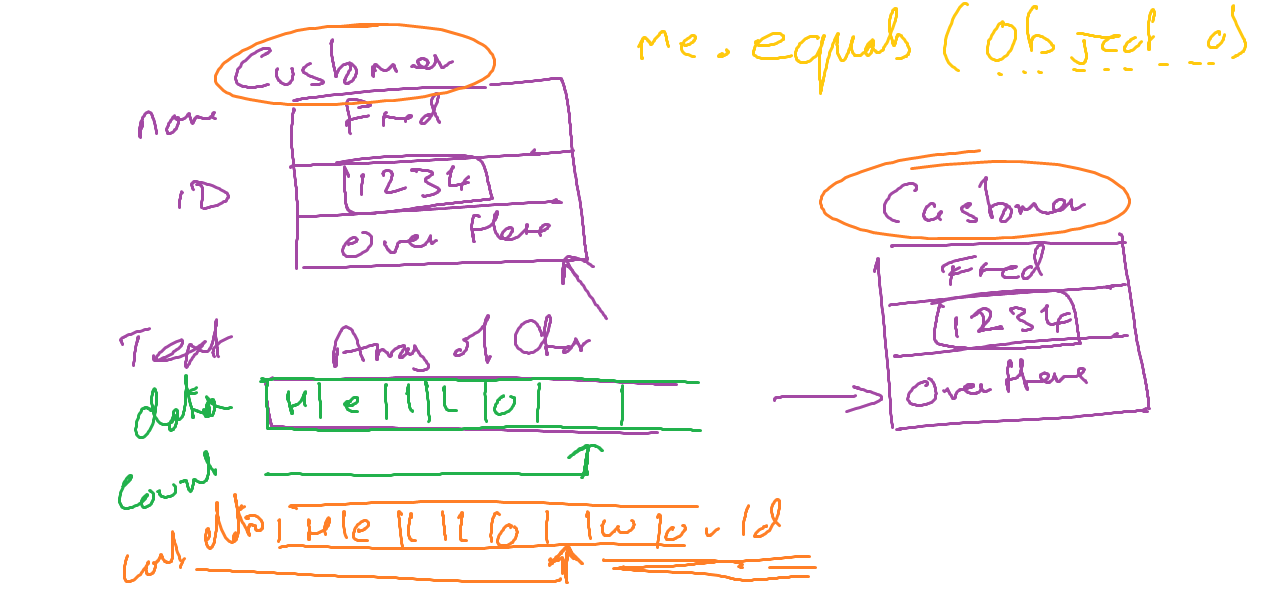 me.equals (Object o)
Customer
name Fred
ID 1234
Over Here
Customer
Fred
1234
Over there
Text Array of Char
data H e l l o
count
data H e l l o w o r l d
count